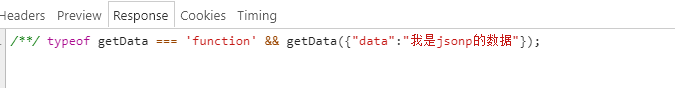 Headers Preview Response Cookies Timing
/**/ typeof getData === 'function' && getData({"data":"我是jsonp的数据"});